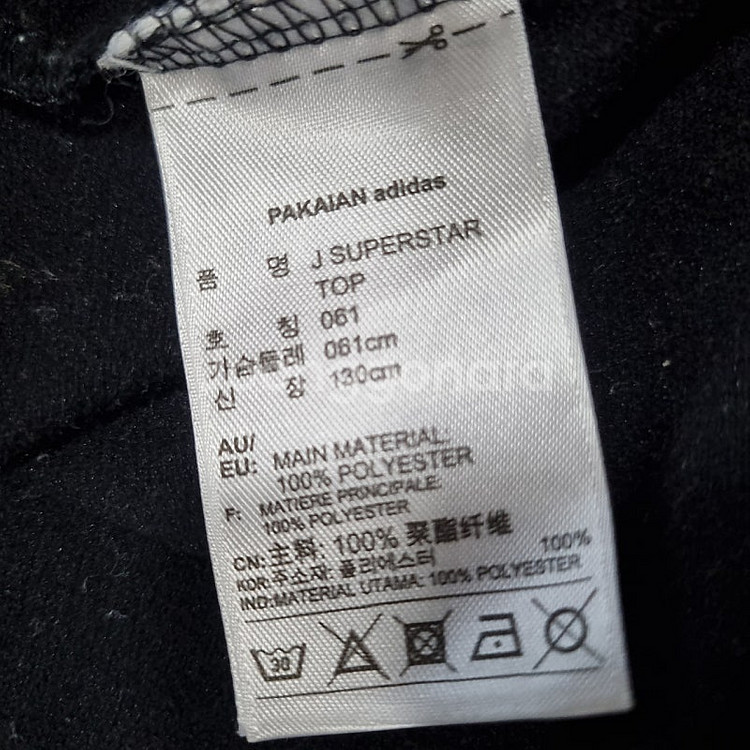 PAKAIAN adidas
품 명 J SUPERSTAR
TOP
호 칭 061
가슴둘레 061cm
신 장 130cm
AU/
EU: MAIN MATERIAL:
100% POLYESTER
F: MATIERE PRINCIPALE:
100% POLYESTER
CN: 主料: 100% 聚酯纤维
KOR: 주소재: 폴리에스터 100%
IND: MATERIAL UTAMA: 100% POLYESTER
30